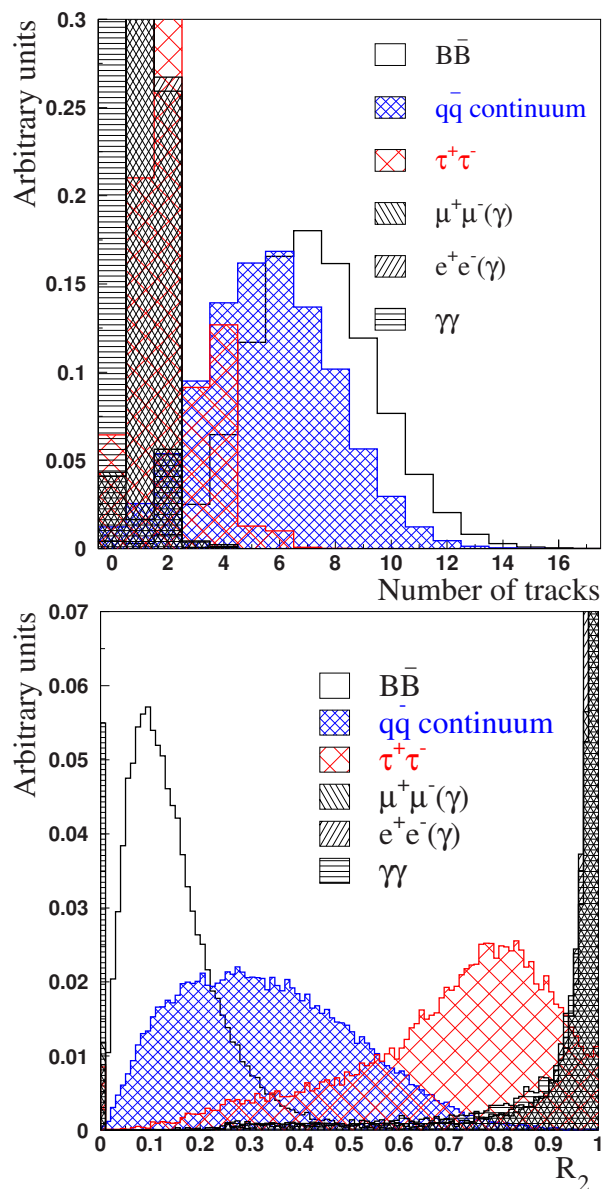 Arbitrary units
0.3
0.25
0.2
0.15
0.1
0.05
0
BB̄
qq̄ continuum
τ⁺τ⁻
μ⁺μ⁻(γ)
e⁺e⁻(γ)
γγ
0 2 4 6 8 10 12 14 16
Number of tracks
Arbitrary units
0.07
0.06
0.05
0.04
0.03
0.02
0.01
0
BB̄
qq̄ continuum
τ⁺τ⁻
μ⁺μ⁻(γ)
e⁺e⁻(γ)
γγ
0 0.1 0.2 0.3 0.4 0.5 0.6 0.7 0.8 0.9 1
R₂